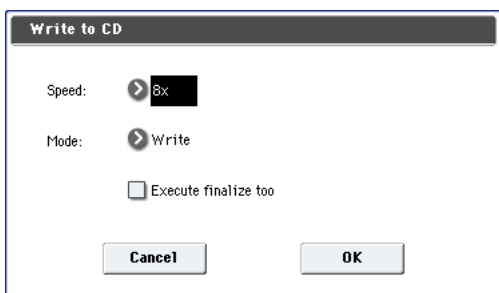 Write to CD
Speed: 8x
Mode: Write
Execute finalize too
Cancel OK